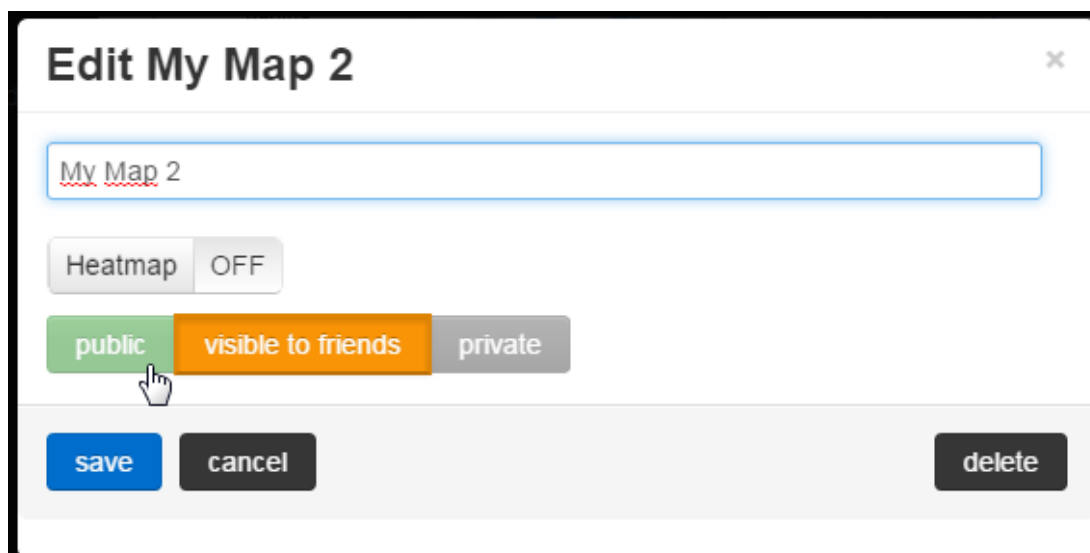 Edit My Map 2 ×
My Map 2
Heatmap OFF
public visible to friends private
save cancel delete